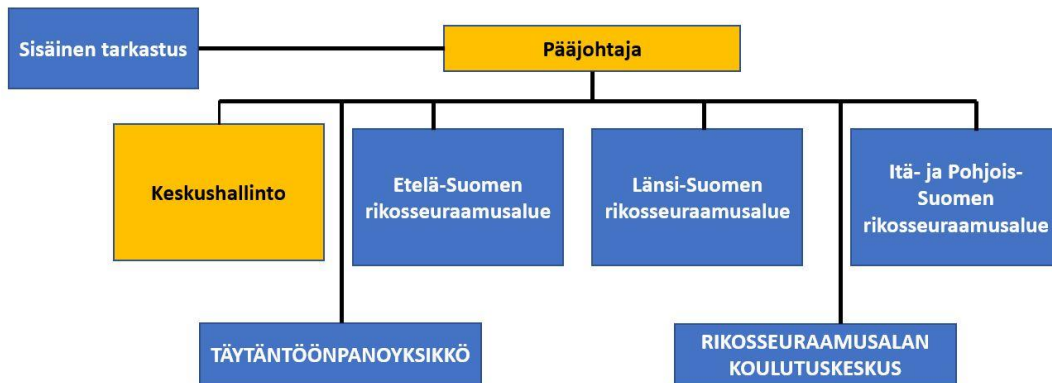 Sisäinen tarkastus
Pääjohtaja
Keskushallinto
Etelä-Suomen
rikosseuraamusalue
Länsi-Suomen
rikosseuraamusalue
Itä- ja Pohjois-
Suomen
rikosseuraamusalue
TÄYTÄNTÖÖNPANOYKSIKKÖ
RIKOSSEURAAMUSALAN
KOULUTUSKESKUS